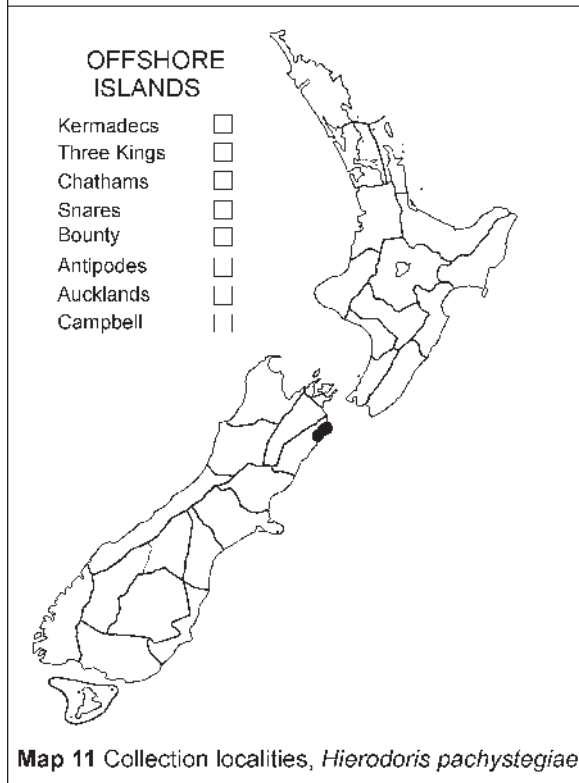 OFFSHORE
ISLANDS
Kermadecs
Three Kings
Chathams
Snares
Bounty
Antipodes
Aucklands
Campbell
Map 11 Collection localities, Hierodoris pachystegiae